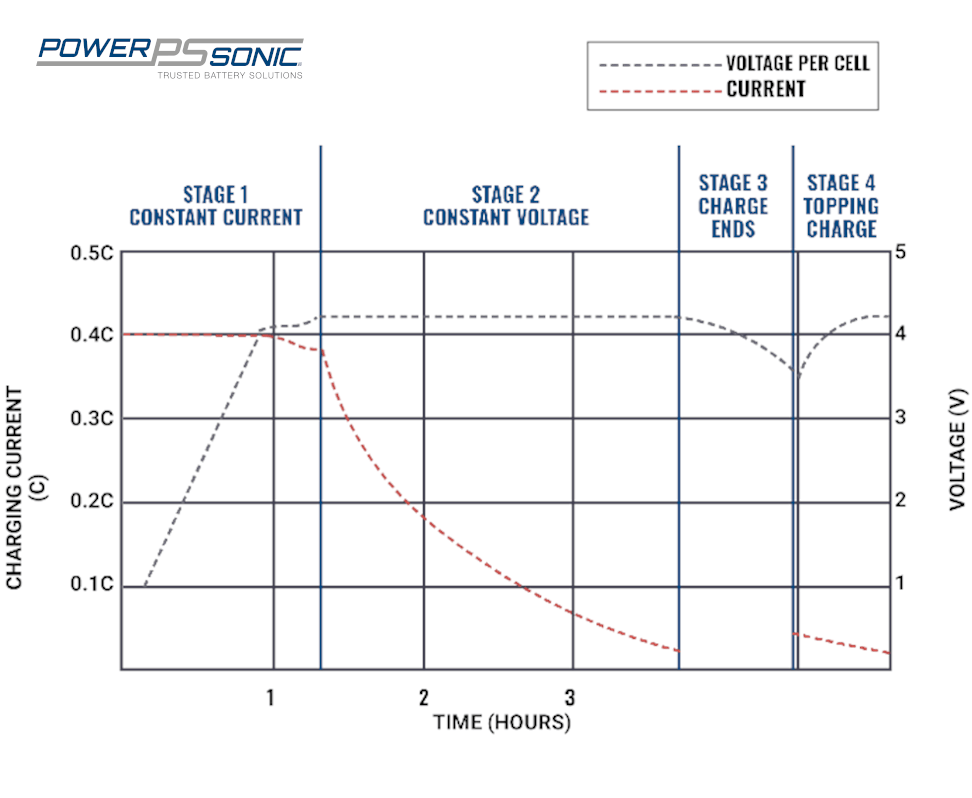 POWER PS SONIC
TRUSTED BATTERY SOLUTIONS
VOLTAGE PER CELL
CURRENT
STAGE 1
CONSTANT CURRENT
STAGE 2
CONSTANT VOLTAGE
STAGE 3
CHARGE
ENDS
STAGE 4
TOPPING
CHARGE
0.5C
0.4C
0.3C
0.2C
0.1C
CHARGING CURRENT
(C)
5
4
3
2
1
VOLTAGE (V)
1 2 3
TIME (HOURS)